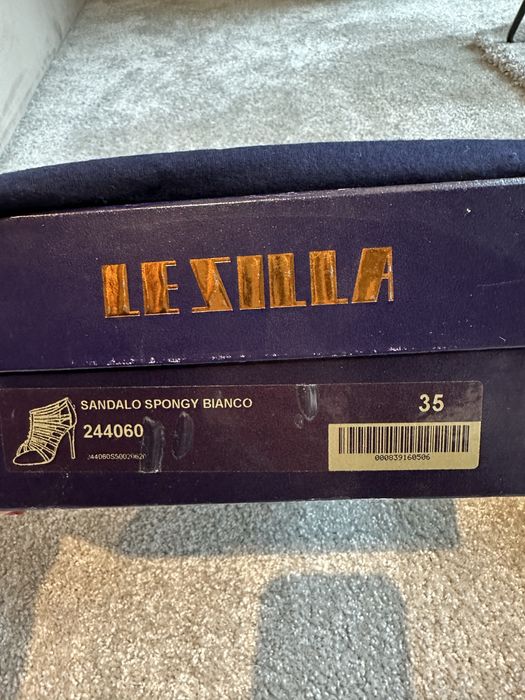 LE SILLA
SANDALO SPONGY BIANCO
35
244060
000839160506